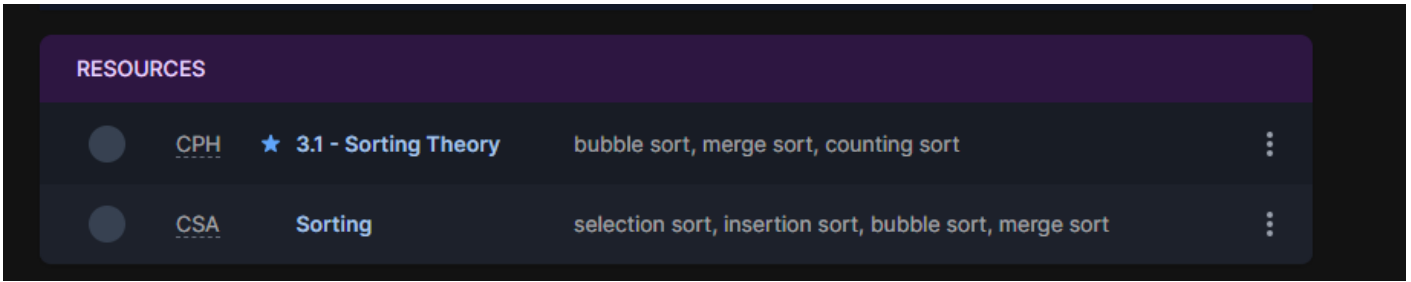 RESOURCES
CPH ★ 3.1 - Sorting Theory bubble sort, merge sort, counting sort
CSA Sorting selection sort, insertion sort, bubble sort, merge sort